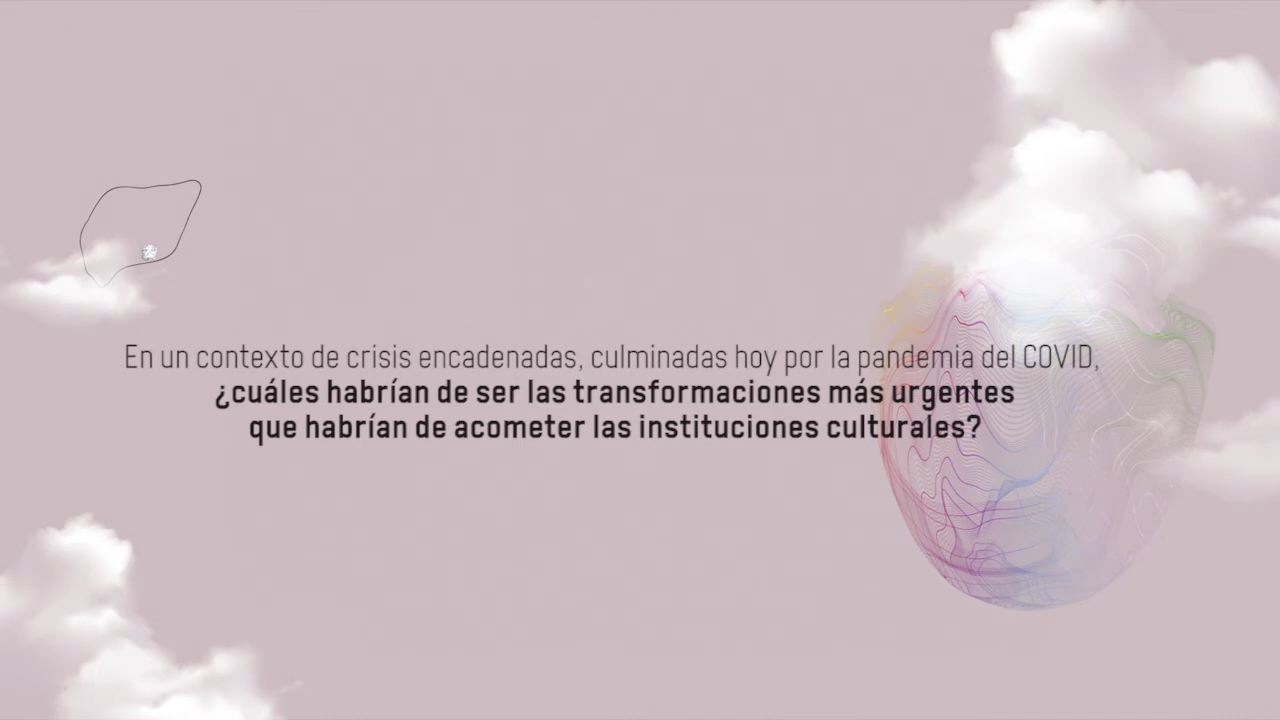 En un contexto de crisis encadenadas, culminadas hoy por la pandemia del COVID,
¿cuáles habrían de ser las transformaciones más urgentes
que habrían de acometer las instituciones culturales?